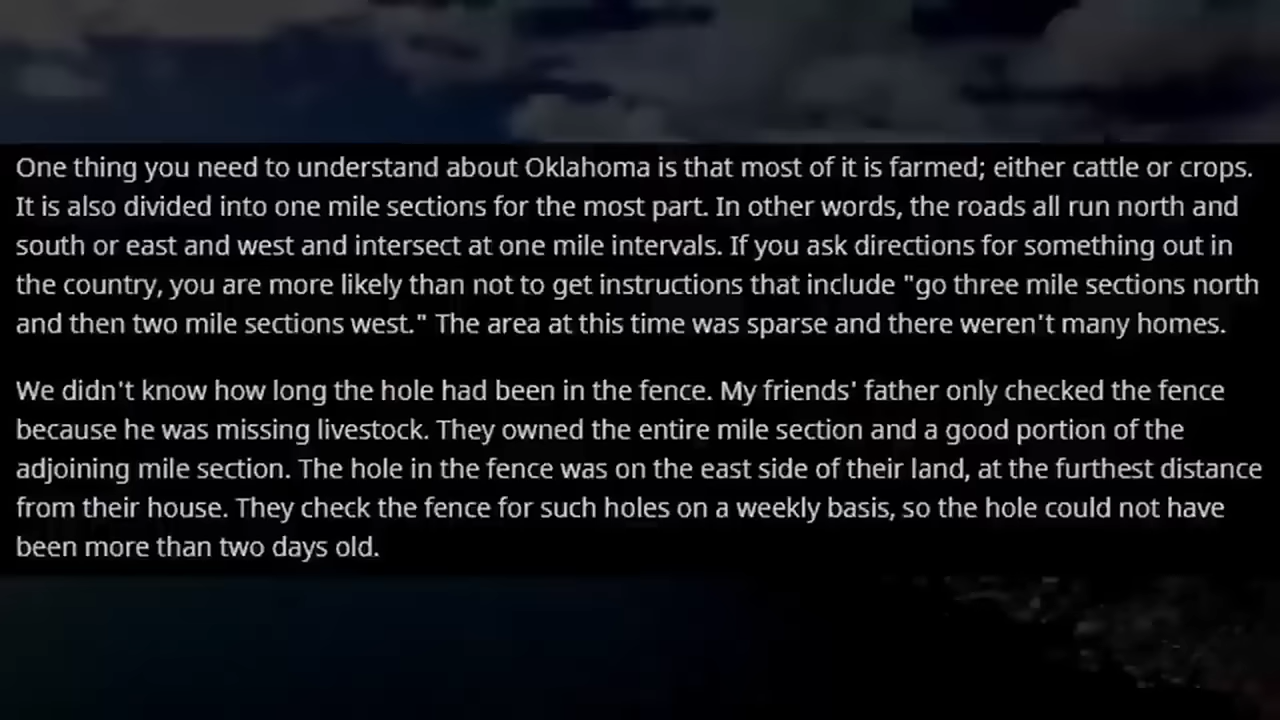 One thing you need to understand about Oklahoma is that most of it is farmed; either cattle or crops.
It is also divided into one mile sections for the most part. In other words, the roads all run north and
south or east and west and intersect at one mile intervals. If you ask directions for something out in
the country, you are more likely than not to get instructions that include "go three mile sections north
and then two mile sections west." The area at this time was sparse and there weren't many homes.
We didn't know how long the hole had been in the fence. My friends' father only checked the fence
because he was missing livestock. They owned the entire mile section and a good portion of the
adjoining mile section. The hole in the fence was on the east side of their land, at the furthest distance
from their house. They check the fence for such holes on a weekly basis, so the hole could not have
been more than two days old.